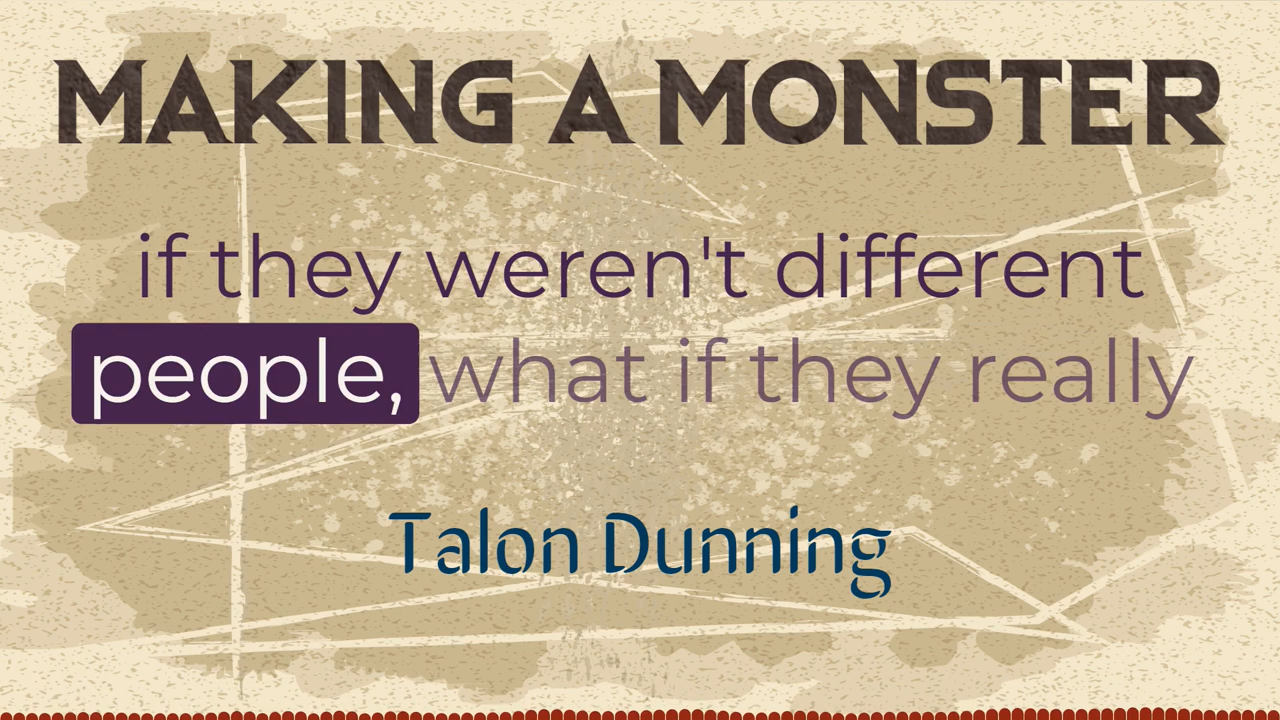 MAKING A MONSTER
if they weren't different
people, what if they really
Talon Dunning